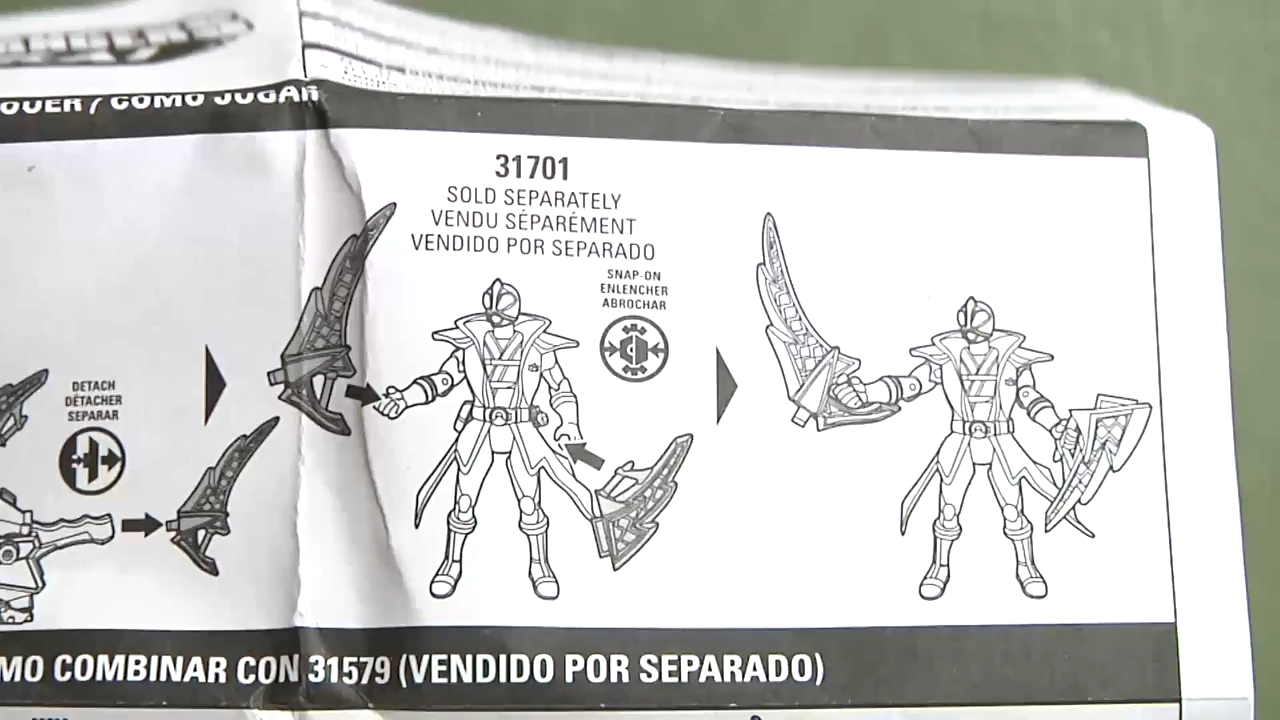 OUER / CÓMO JUGAR
31701
SOLD SEPARATELY
VENDU SÉPARÉMENT
VENDIDO POR SEPARADO
SNAP-ON
ENLENCHER
ABROCHAR
DETACH
DÉTACHER
SEPARAR
MO COMBINAR CON 31579 (VENDIDO POR SEPARADO)